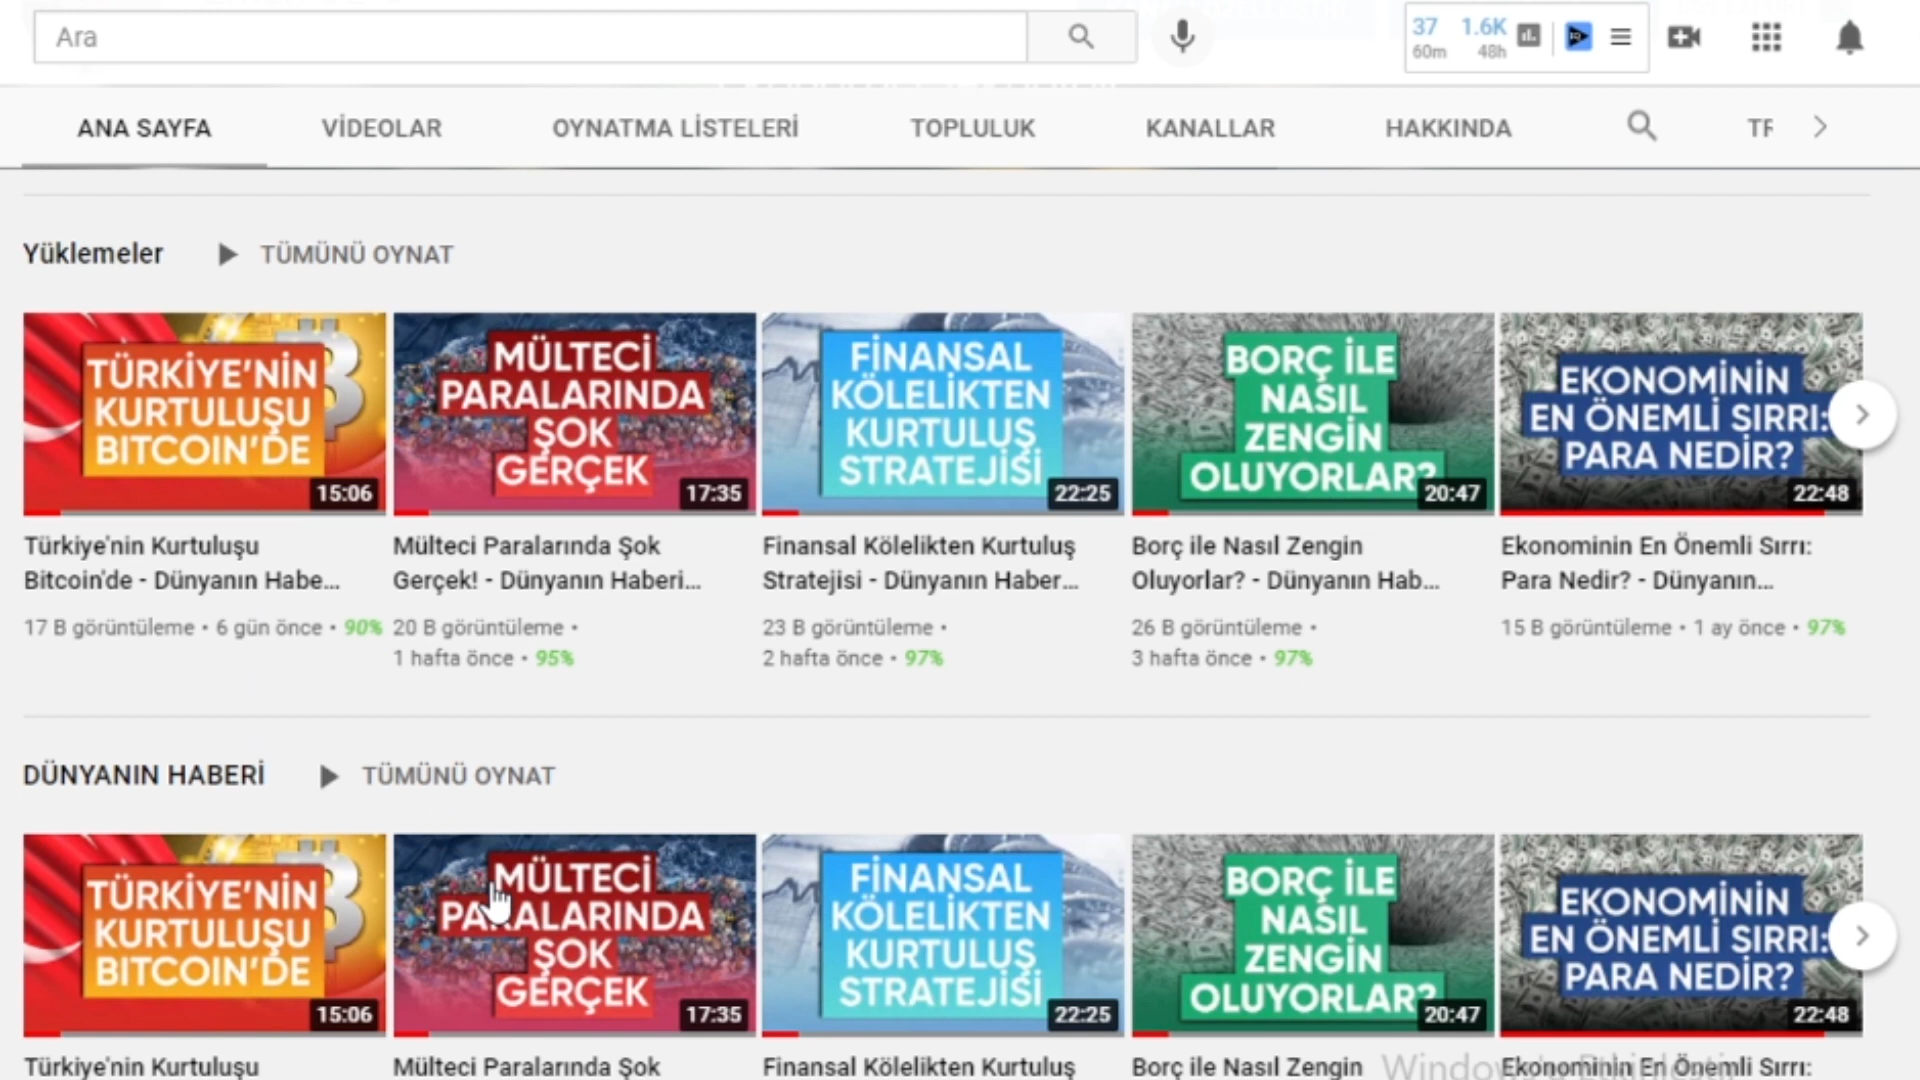 Ara
37 1.6K
60m 48h
ANA SAYFA VİDEOLAR OYNATMA LİSTELERİ TOPLULUK KANALLAR HAKKINDA
Yüklemeler TÜMÜNÜ OYNAT
TÜRKİYE'NİN
KURTULUŞU
BITCOIN'DE
15:06
MÜLTECİ
PARALARINDA
ŞOK
GERÇEK
17:35
FİNANSAL
KÖLELİKTEN
KURTULUŞ
STRATEJİSİ
22:25
BORÇ İLE
NASIL
ZENGİN
OLUYORLAR?
20:47
EKONOMİNİN
EN ÖNEMLİ SIRRI:
PARA NEDİR?
22:48
Türkiye'nin Kurtuluşu
Bitcoin'de - Dünyanın Habe...
17 B görüntüleme • 6 gün önce • 90%
Mülteci Paralarında Şok
Gerçek! - Dünyanın Haberi...
20 B görüntüleme •
1 hafta önce • 95%
Finansal Kölelikten Kurtuluş
Stratejisi - Dünyanın Haber...
23 B görüntüleme •
2 hafta önce • 97%
Borç ile Nasıl Zengin
Oluyorlar? - Dünyanın Hab...
26 B görüntüleme •
3 hafta önce • 97%
Ekonominin En Önemli Sırrı:
Para Nedir? - Dünyanın...
15 B görüntüleme • 1 ay önce • 97%
DÜNYANIN HABERİ TÜMÜNÜ OYNAT
TÜRKİYE'NİN
KURTULUŞU
BITCOIN'DE
15:06
MÜLTECİ
PARALARINDA
ŞOK
GERÇEK
17:35
FİNANSAL
KÖLELİKTEN
KURTULUŞ
STRATEJİSİ
22:25
BORÇ İLE
NASIL
ZENGİN
OLUYORLAR?
20:47
EKONOMİNİN
EN ÖNEMLİ SIRRI:
PARA NEDİR?
22:48
Türkiye'nin Kurtuluşu
Mülteci Paralarında Şok
Finansal Kölelikten Kurtuluş
Borç ile Nasıl Zengin
Ekonominin En Önemli Sırrı: